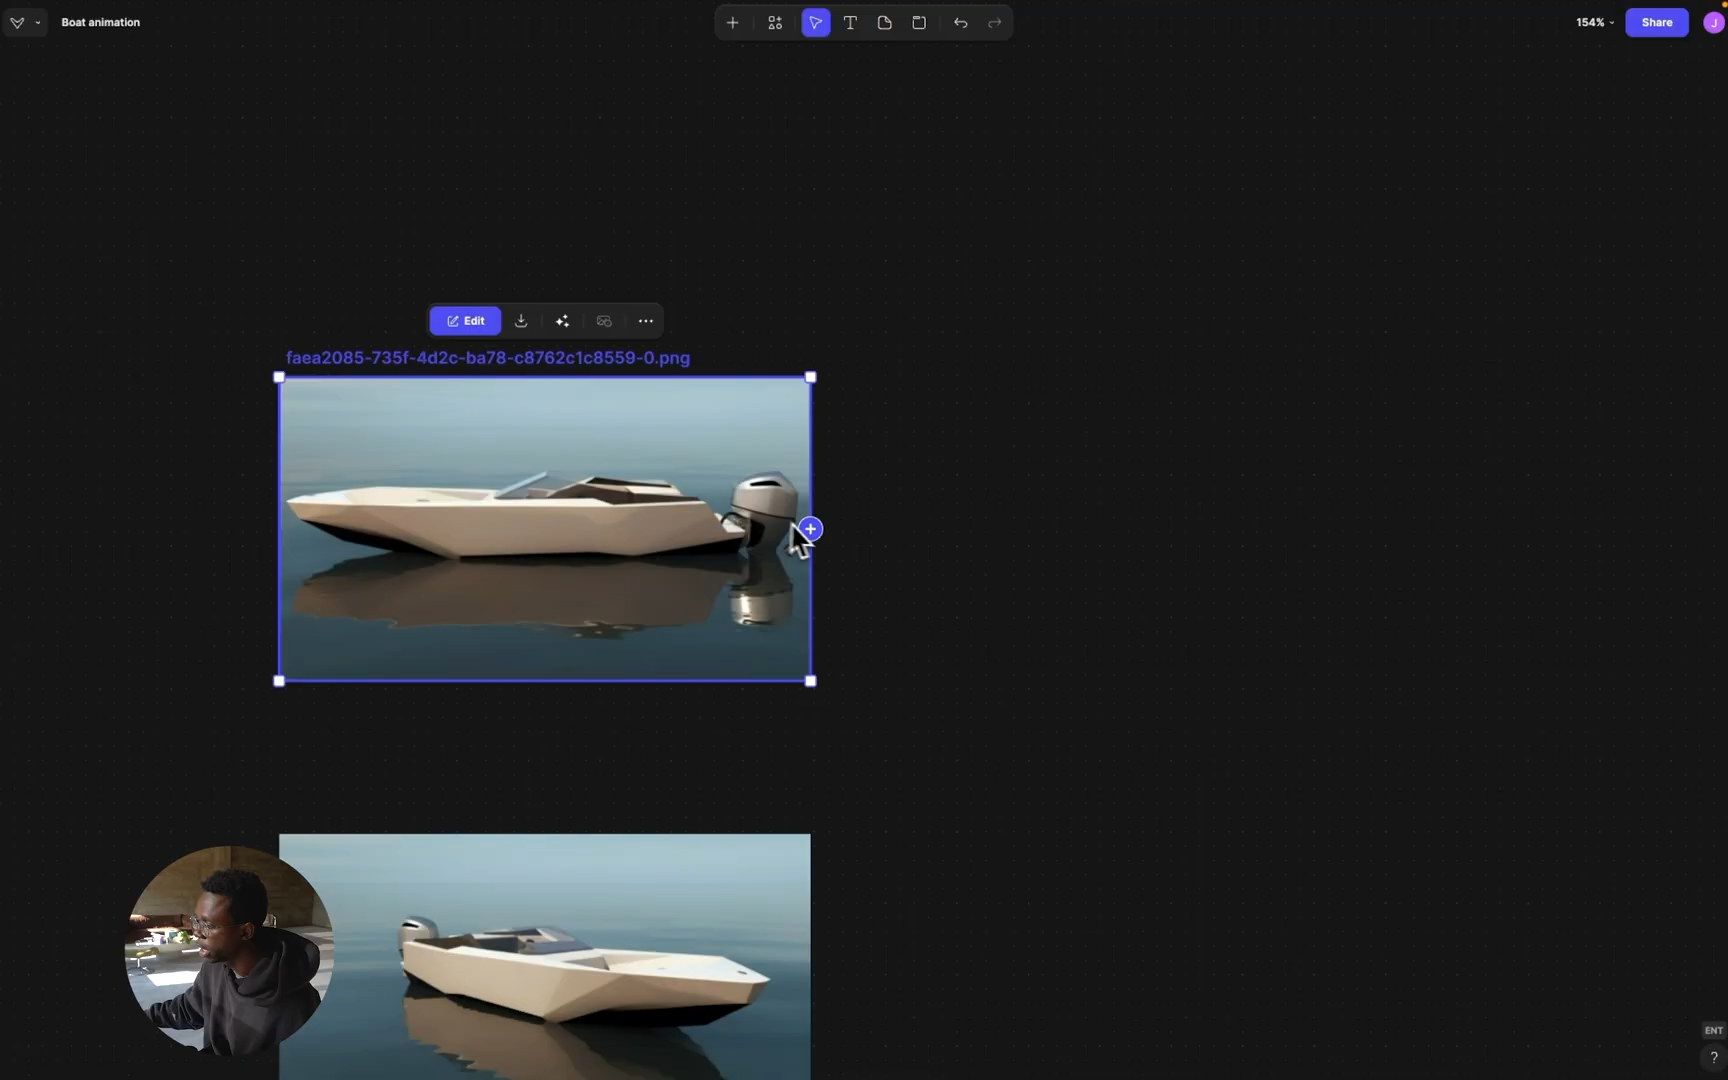 Boat animation
154%
Share
J
Edit
faea2085-735f-4d2c-ba78-c8762c1c8559-0.png
ENT
?